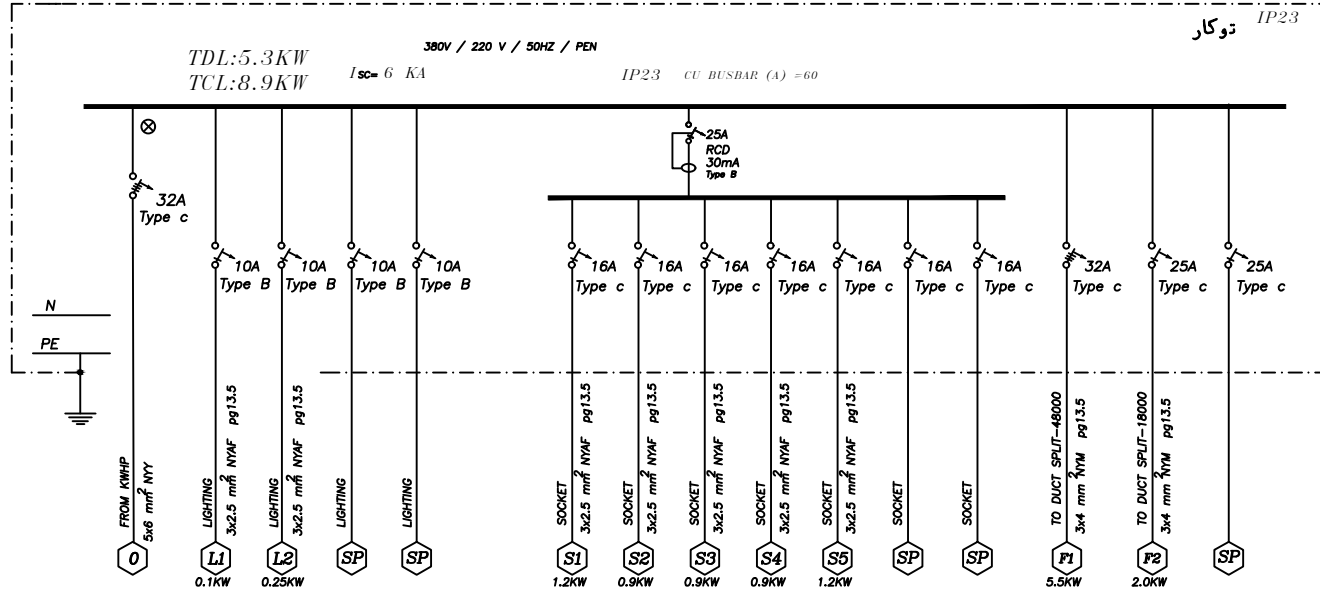 توکار IP23
380V / 220 V / 50HZ / PEN
TDL:5.3KW
TCL:8.9KW
Isc= 6 KA
IP23 CU BUSBAR (A) =60
25A
RCD
30mA
Type B
32A
Type c
10A
Type B
10A
Type B
10A
Type B
10A
Type B
16A
Type c
16A
Type c
16A
Type c
16A
Type c
16A
Type c
16A
Type c
16A
Type c
32A
Type c
25A
Type c
25A
Type c
N
PE
FROM KWHP
5x6 mm2 NYY
LIGHTING
3x2.5 mm2 NYAF pg13.5
LIGHTING
3x2.5 mm2 NYAF pg13.5
LIGHTING
LIGHTING
SOCKET
3x2.5 mm2 NYAF pg13.5
SOCKET
3x2.5 mm2 NYAF pg13.5
SOCKET
3x2.5 mm2 NYAF pg13.5
SOCKET
3x2.5 mm2 NYAF pg13.5
SOCKET
3x2.5 mm2 NYAF pg13.5
SOCKET
SOCKET
TO DUCT SPLIT-48000
3x4 mm2 NYM pg13.5
TO DUCT SPLIT-18000
3x4 mm2 NYM pg13.5
0 L1 L2 SP SP S1 S2 S3 S4 S5 SP SP F1 F2 SP
0.1KW 0.25KW 1.2KW 0.9KW 0.9KW 0.9KW 1.2KW 5.5KW 2.0KW